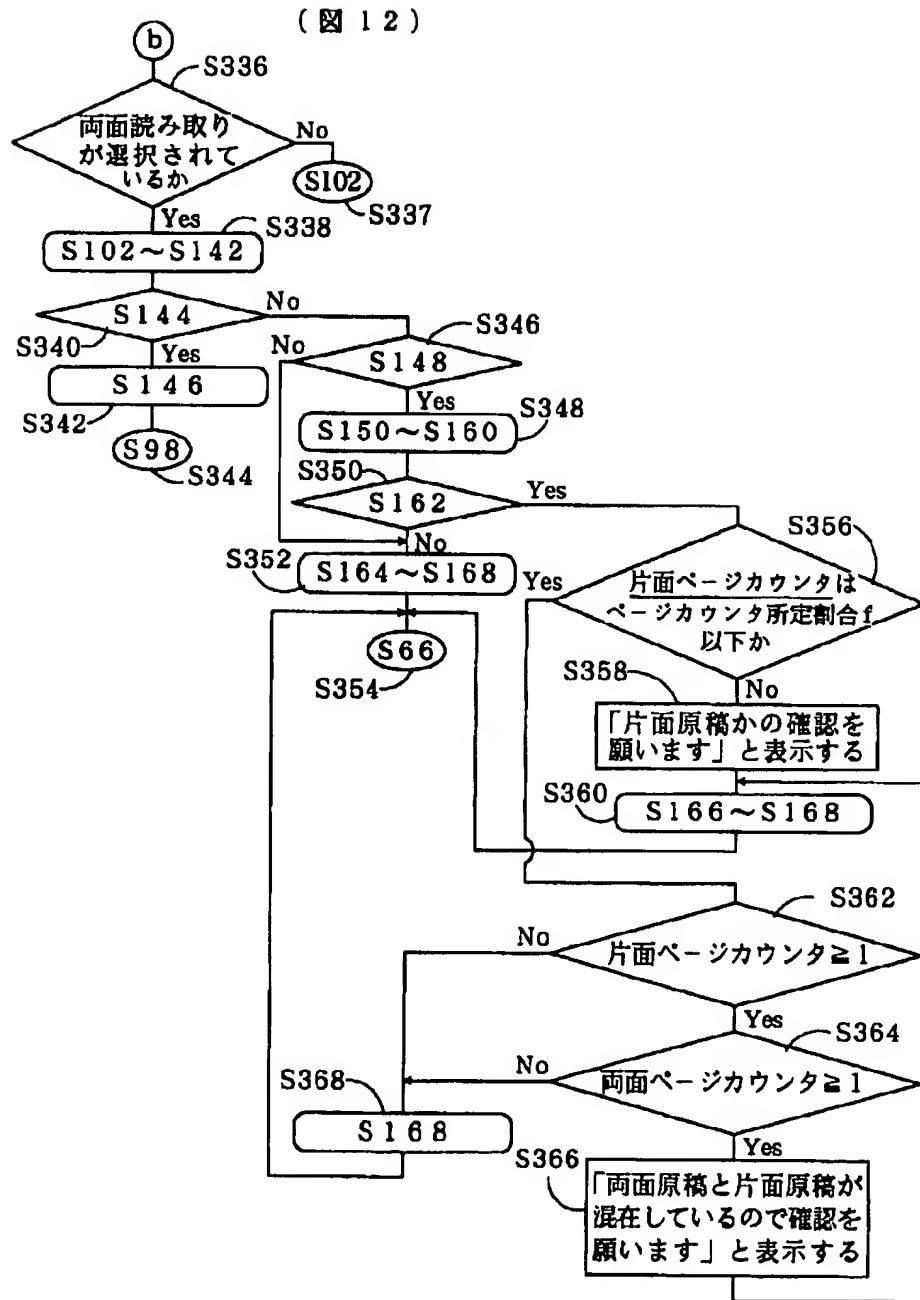 (図12)
b
S336
両面読み取り
が選択されて
いるか
No
S102
S337
Yes
S338
S102～S142
S144
No
S340
Yes
S146
S342
S98
S344
S346
No
S148
Yes
S150～S160
S348
S350
S162
Yes
No
S352
S164～S168
S66
S354
S356
Yes
片面ページカウンタは
ページカウンタ所定割合f
以下か
No
S358
「片面原稿かの確認を
願います」と表示する
S360
S166～S168
S362
No
片面ページカウンタ≧1
Yes
S364
No
両面ページカウンタ≧1
S368
S168
Yes
S366
「両面原稿と片面原稿が
混在しているので確認を
願います」と表示する